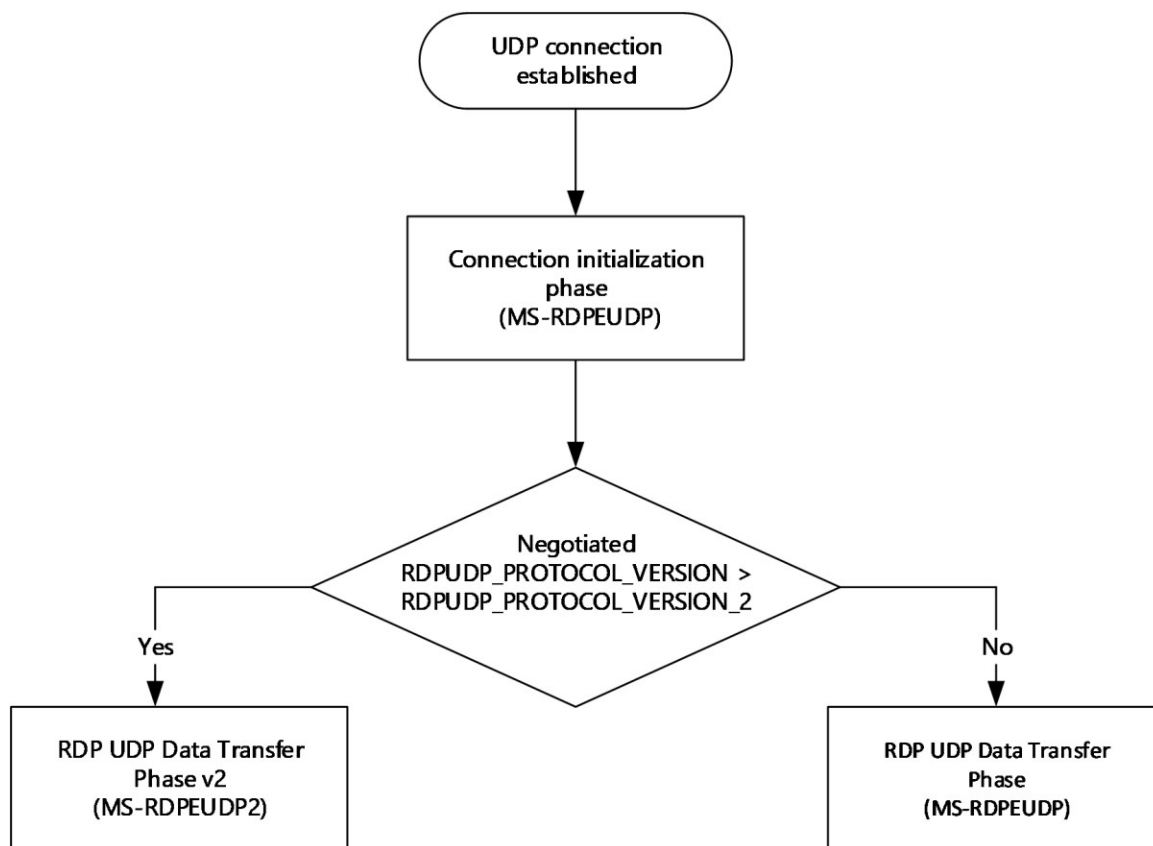 UDP connection
established
Connection initialization
phase
(MS-RDPEUDP)
Negotiated
RDPUDP_PROTOCOL_VERSION >
RDPUDP_PROTOCOL_VERSION_2
Yes
No
RDP UDP Data Transfer
Phase v2
(MS-RDPEUDP2)
RDP UDP Data Transfer
Phase
(MS-RDPEUDP)